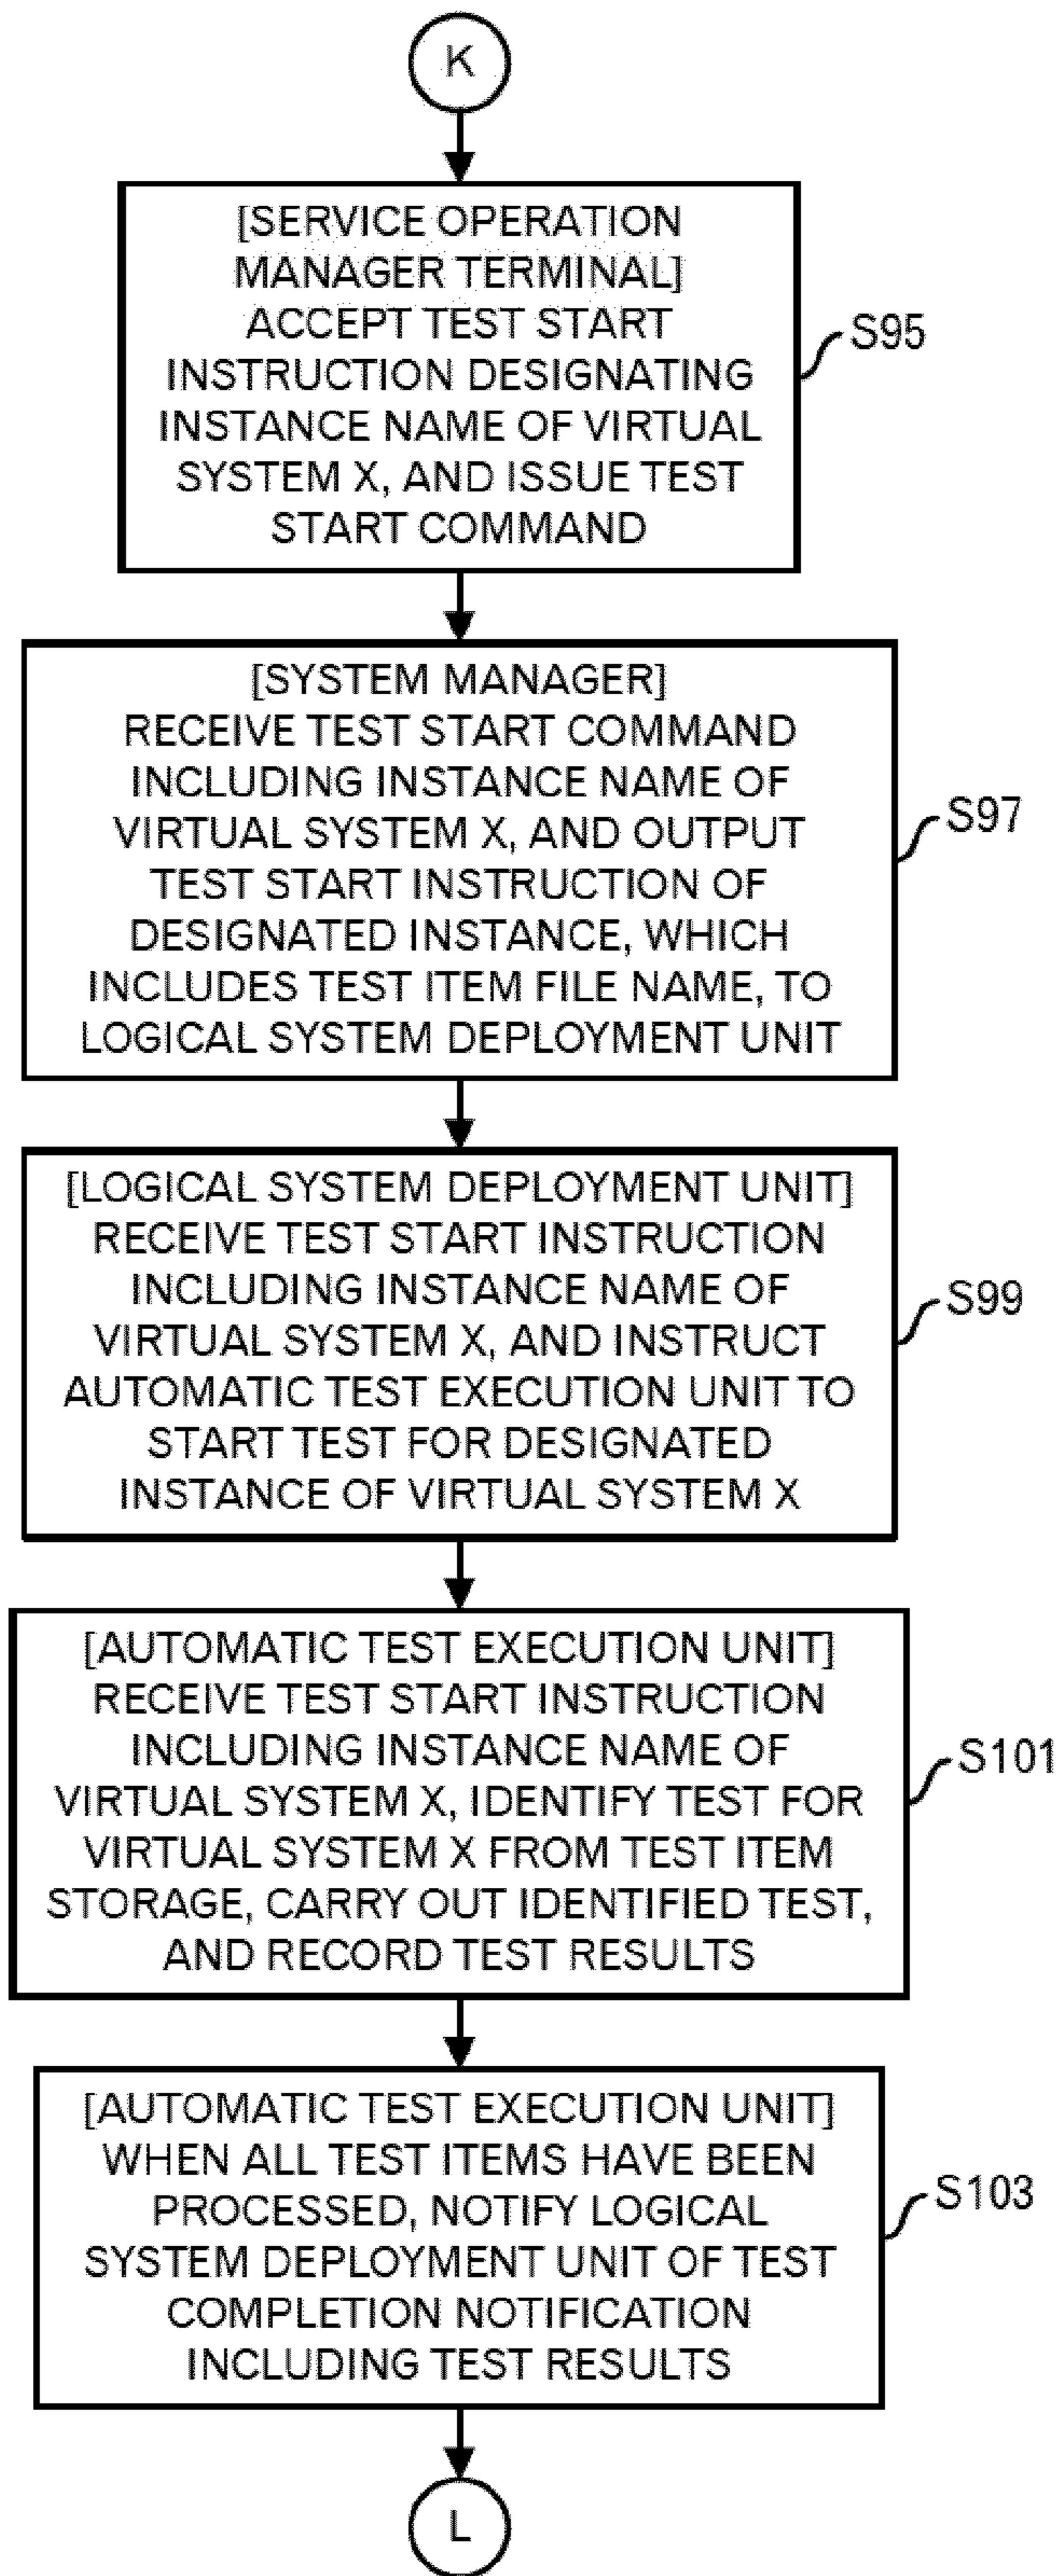 K
[SERVICE OPERATION
MANAGER TERMINAL]
ACCEPT TEST START
INSTRUCTION DESIGNATING
INSTANCE NAME OF VIRTUAL
SYSTEM X, AND ISSUE TEST
START COMMAND
S95
[SYSTEM MANAGER]
RECEIVE TEST START COMMAND
INCLUDING INSTANCE NAME OF
VIRTUAL SYSTEM X, AND OUTPUT
TEST START INSTRUCTION OF
DESIGNATED INSTANCE, WHICH
INCLUDES TEST ITEM FILE NAME, TO
LOGICAL SYSTEM DEPLOYMENT UNIT
S97
[LOGICAL SYSTEM DEPLOYMENT UNIT]
RECEIVE TEST START INSTRUCTION
INCLUDING INSTANCE NAME OF
VIRTUAL SYSTEM X, AND INSTRUCT
AUTOMATIC TEST EXECUTION UNIT TO
START TEST FOR DESIGNATED
INSTANCE OF VIRTUAL SYSTEM X
S99
[AUTOMATIC TEST EXECUTION UNIT]
RECEIVE TEST START INSTRUCTION
INCLUDING INSTANCE NAME OF
VIRTUAL SYSTEM X, IDENTIFY TEST FOR
VIRTUAL SYSTEM X FROM TEST ITEM
STORAGE, CARRY OUT IDENTIFIED TEST,
AND RECORD TEST RESULTS
S101
[AUTOMATIC TEST EXECUTION UNIT]
WHEN ALL TEST ITEMS HAVE BEEN
PROCESSED, NOTIFY LOGICAL
SYSTEM DEPLOYMENT UNIT OF TEST
COMPLETION NOTIFICATION
INCLUDING TEST RESULTS
S103
L